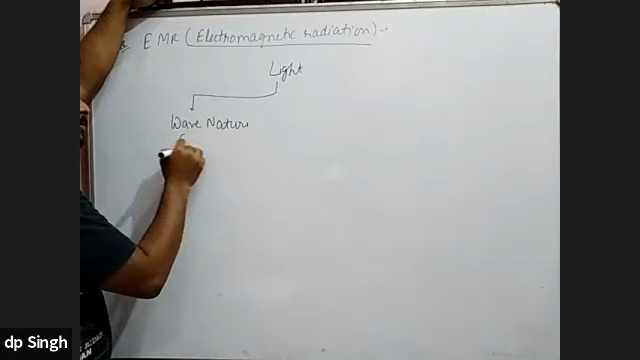 EMR (Electromagnetic radiation):-
Light
Wave Nature
dp Singh